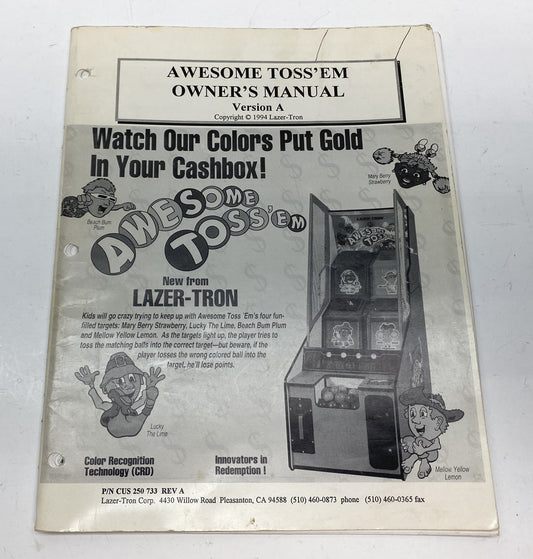 AWESOME TOSS'EM
OWNER'S MANUAL
Version A
Copyright © 1994 Lazer-Tron
Watch Our Colors Put Gold
In Your Cashbox!
Mary Berry
Strawberry
Beach Bum
Plum
AWESOME
TOSS'EM
LAZER-TRON
AWESOME
TOSS'EM
New from
LAZER-TRON
Kids will go crazy trying to keep up with Awesome Toss 'Em's four fun-
filled targets: Mary Berry Strawberry, Lucky The Lime, Beach Bum Plum
and Mellow Yellow Lemon. As the targets light up, the player tries to
toss the matching balls into the correct target—but beware, if the
player tosses the wrong colored ball into the
target, he'll lose points.
Lucky
The Lime
Mellow Yellow
Lemon
Color Recognition
Technology (CRD)
Innovators in
Redemption !
P/N CUS 250 733 REV A
Lazer-Tron Corp. 4430 Willow Road Pleasanton, CA 94588 (510) 460-0873 phone (510) 460-0365 fax